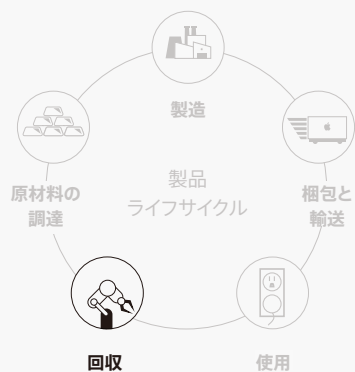 製造
原材料の
調達
製品
ライフサイクル
梱包と
輸送
回収
使用